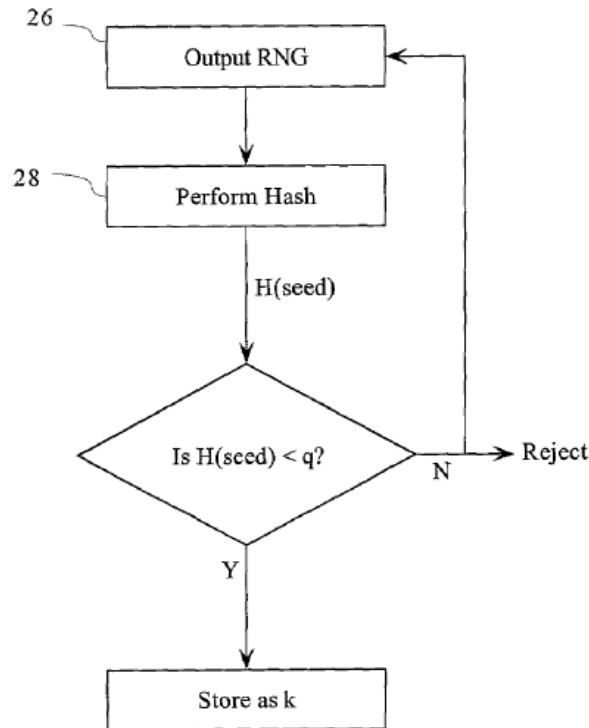 26
Output RNG
28
Perform Hash
H(seed)
Is H(seed) < q?
N
Reject
Y
Store as k